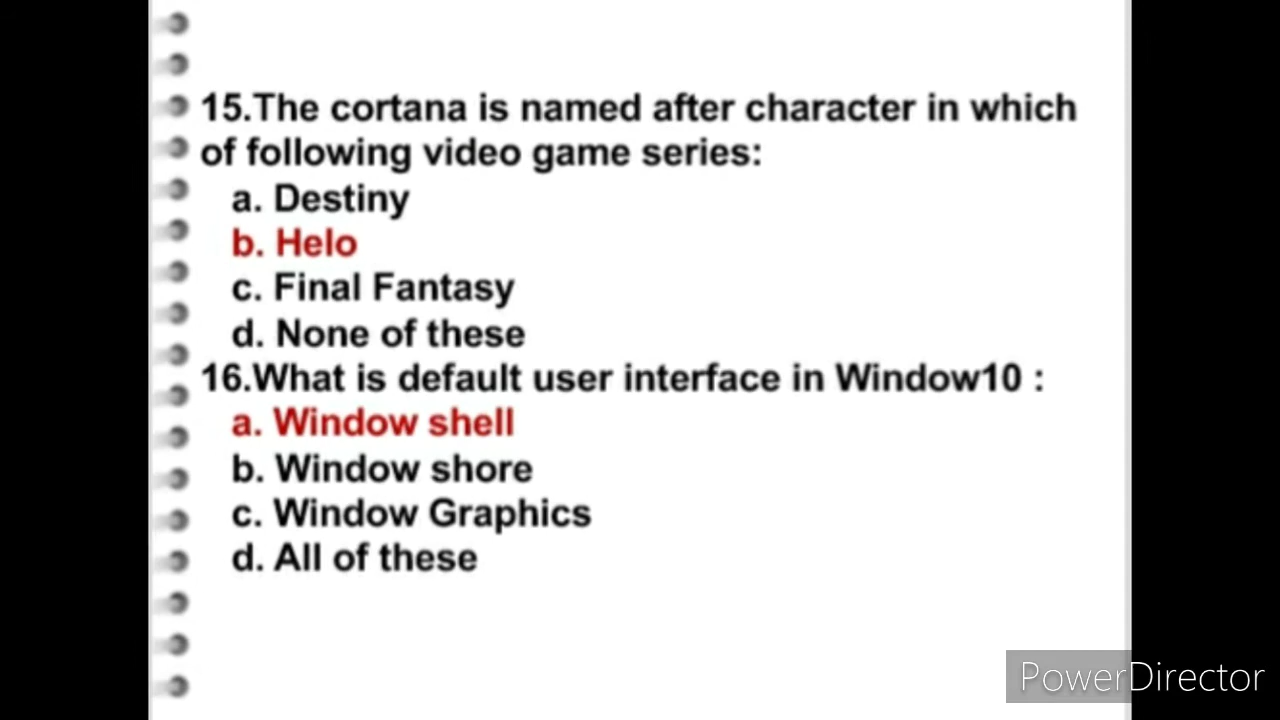 15.The cortana is named after character in which
of following video game series:
a. Destiny
b. Helo
c. Final Fantasy
d. None of these
16.What is default user interface in Window10 :
a. Window shell
b. Window shore
c. Window Graphics
d. All of these
PowerDirector